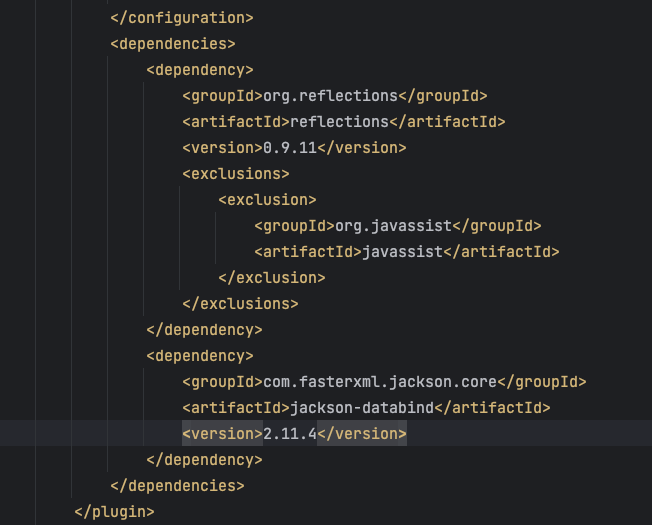 </configuration>
<dependencies>
<dependency>
<groupId>org.reflections</groupId>
<artifactId>reflections</artifactId>
<version>0.9.11</version>
<exclusions>
<exclusion>
<groupId>org.javassist</groupId>
<artifactId>javassist</artifactId>
</exclusion>
</exclusions>
</dependency>
<dependency>
<groupId>com.fasterxml.jackson.core</groupId>
<artifactId>jackson-databind</artifactId>
<version>2.11.4</version>
</dependency>
</dependencies>
</plugin>